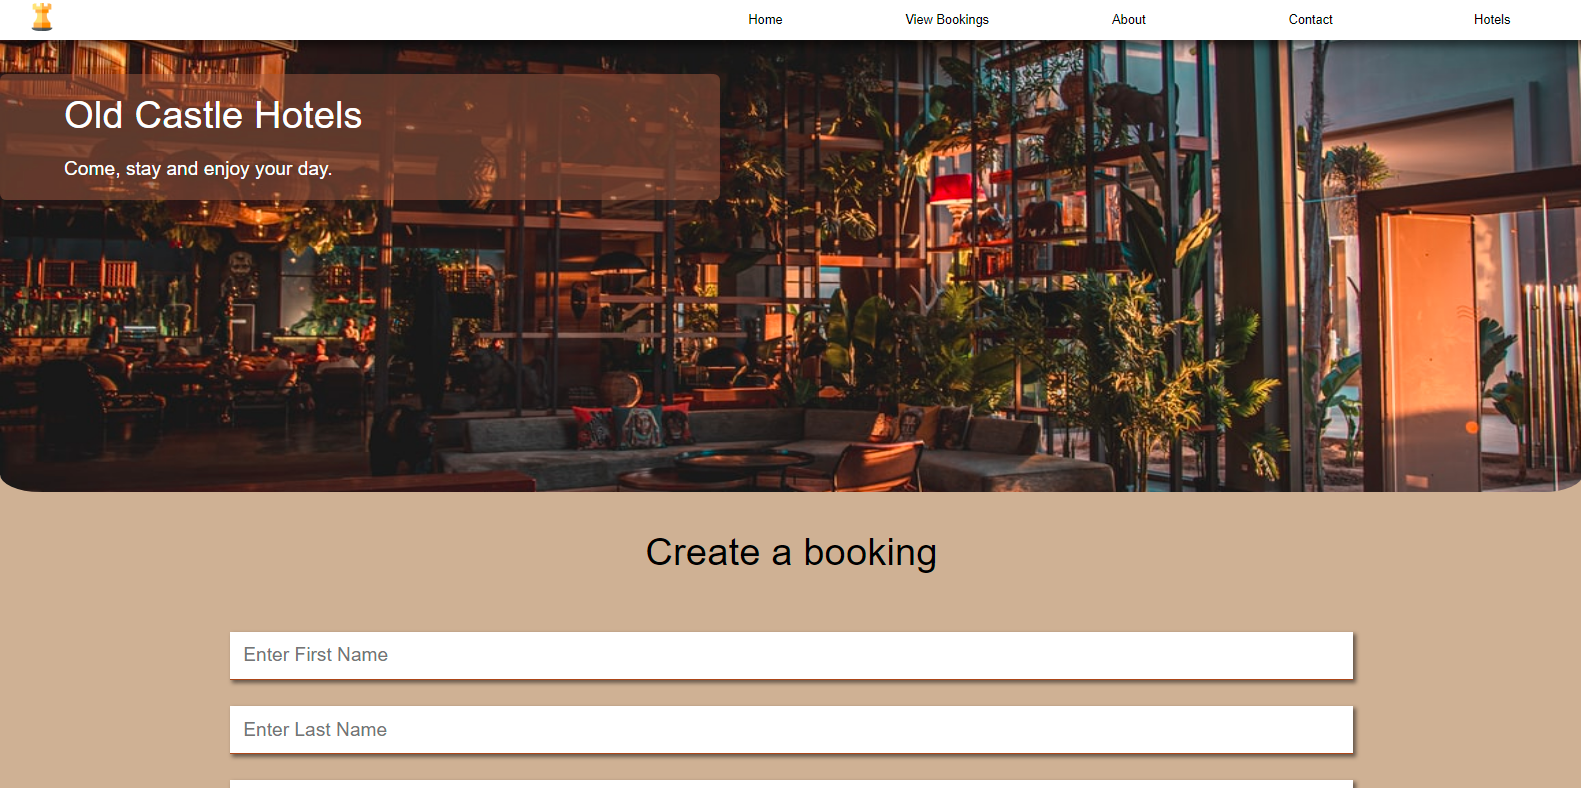 Home View Bookings About Contact Hotels
Old Castle Hotels
Come, stay and enjoy your day.
Create a booking
Enter First Name
Enter Last Name